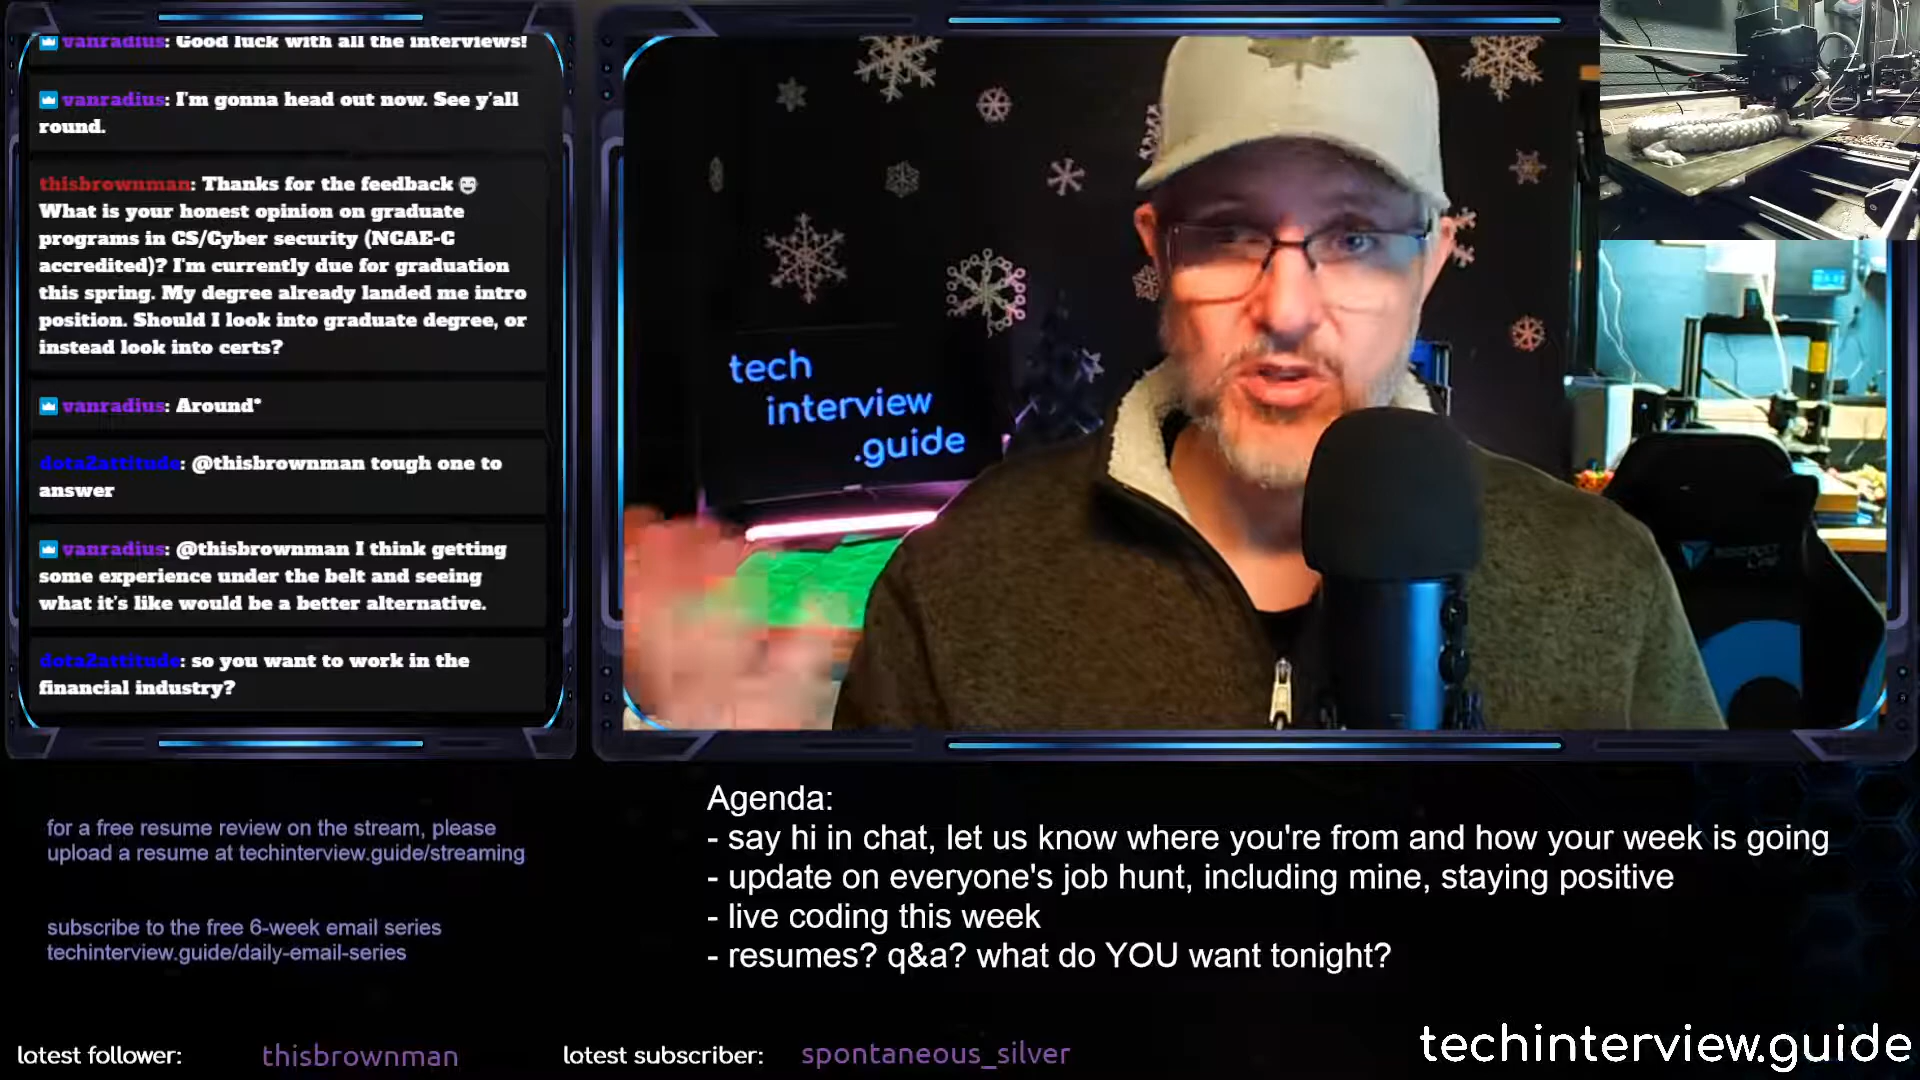 vanradius: Good luck with all the interviews!
vanradius: I'm gonna head out now. See y'all
round.
thisbrownman: Thanks for the feedback
What is your honest opinion on graduate
programs in CS/Cyber security (NCAE-C
accredited)? I'm currently due for graduation
this spring. My degree already landed me intro
position. Should I look into graduate degree, or
instead look into certs?
vanradius: Around*
dota2attitude: @thisbrownman tough one to
answer
vanradius: @thisbrownman I think getting
some experience under the belt and seeing
what it's like would be a better alternative.
dota2attitude: so you want to work in the
financial industry?
tech
interview
.guide
for a free resume review on the stream, please
upload a resume at techinterview.guide/streaming
subscribe to the free 6-week email series
techinterview.guide/daily-email-series
Agenda:
- say hi in chat, let us know where you're from and how your week is going
- update on everyone's job hunt, including mine, staying positive
- live coding this week
- resumes? q&a? what do YOU want tonight?
latest follower: thisbrownman
latest subscriber: spontaneous_silver
techinterview.guide